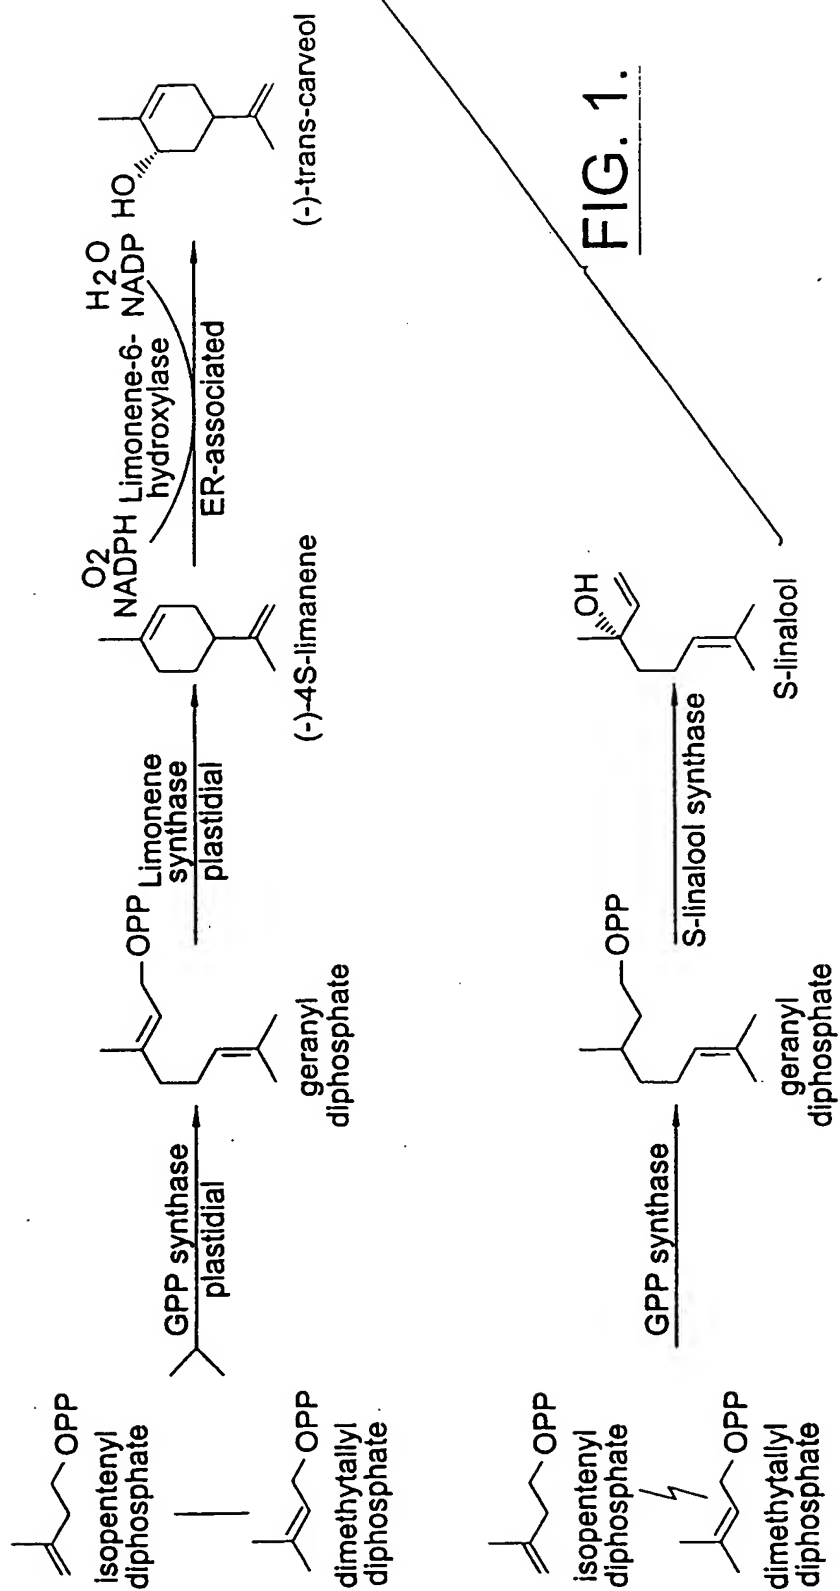 isopentenyl
diphosphate
OPP
dimethytallyl
diphosphate
OPP
GPP synthase
plastidial
geranyl
diphosphate
OPP
Limonene
synthase
plastidial
(-)-4S-limanene
O2
NADPH
Limonene-6-
hydroxylase
H2O
NADP
ER-associated
HO
(-)-trans-carveol
isopentenyl
diphosphate
OPP
dimethytallyl
diphosphate
OPP
GPP synthase
geranyl
diphosphate
OPP
S-linalool synthase
OH
S-linalool
FIG. 1.